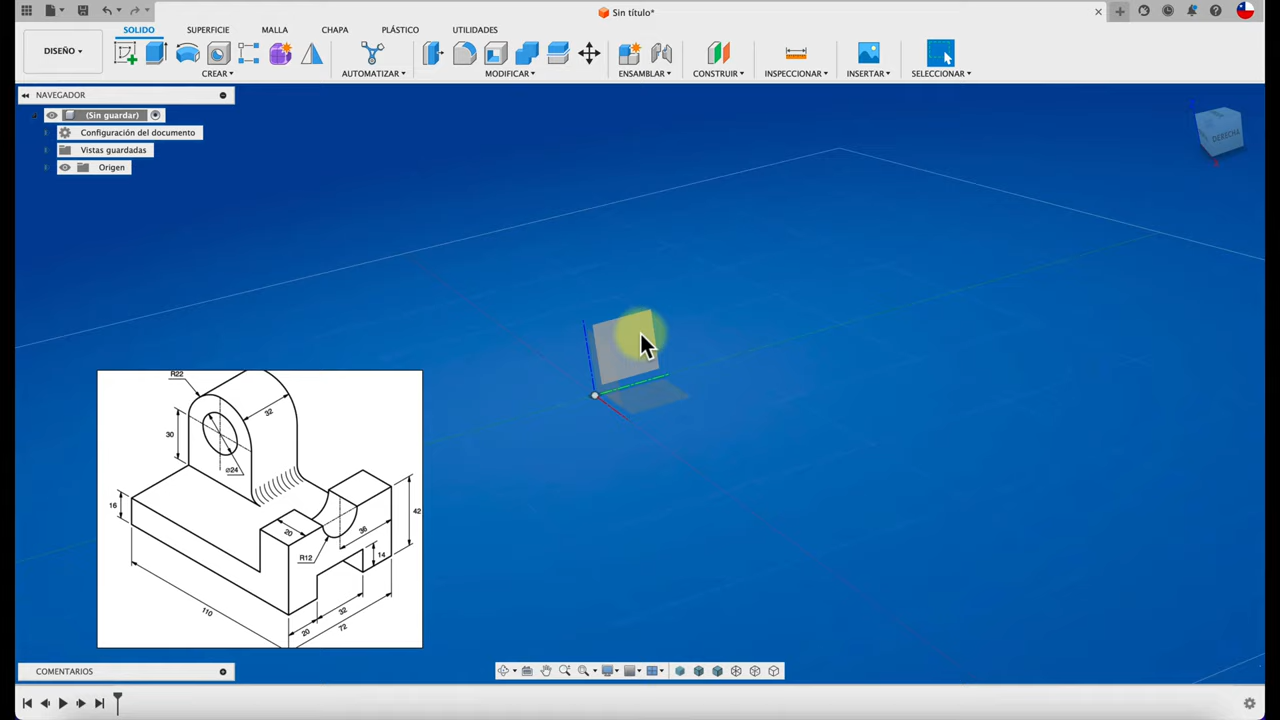 Sin título*
DISEÑO
SOLIDO
SUPERFICIE
MALLA
CHAPA
PLÁSTICO
UTILIDADES
CREAR
AUTOMATIZAR
MODIFICAR
ENSAMBLAR
CONSTRUIR
INSPECCIONAR
INSERTAR
SELECCIONAR
NAVEGADOR
(Sin guardar)
Configuración del documento
Vistas guardadas
Origen
DERECHA
R22
32
30
⌀24
16
20
36
42
R12
14
110
32
20
72
COMENTARIOS